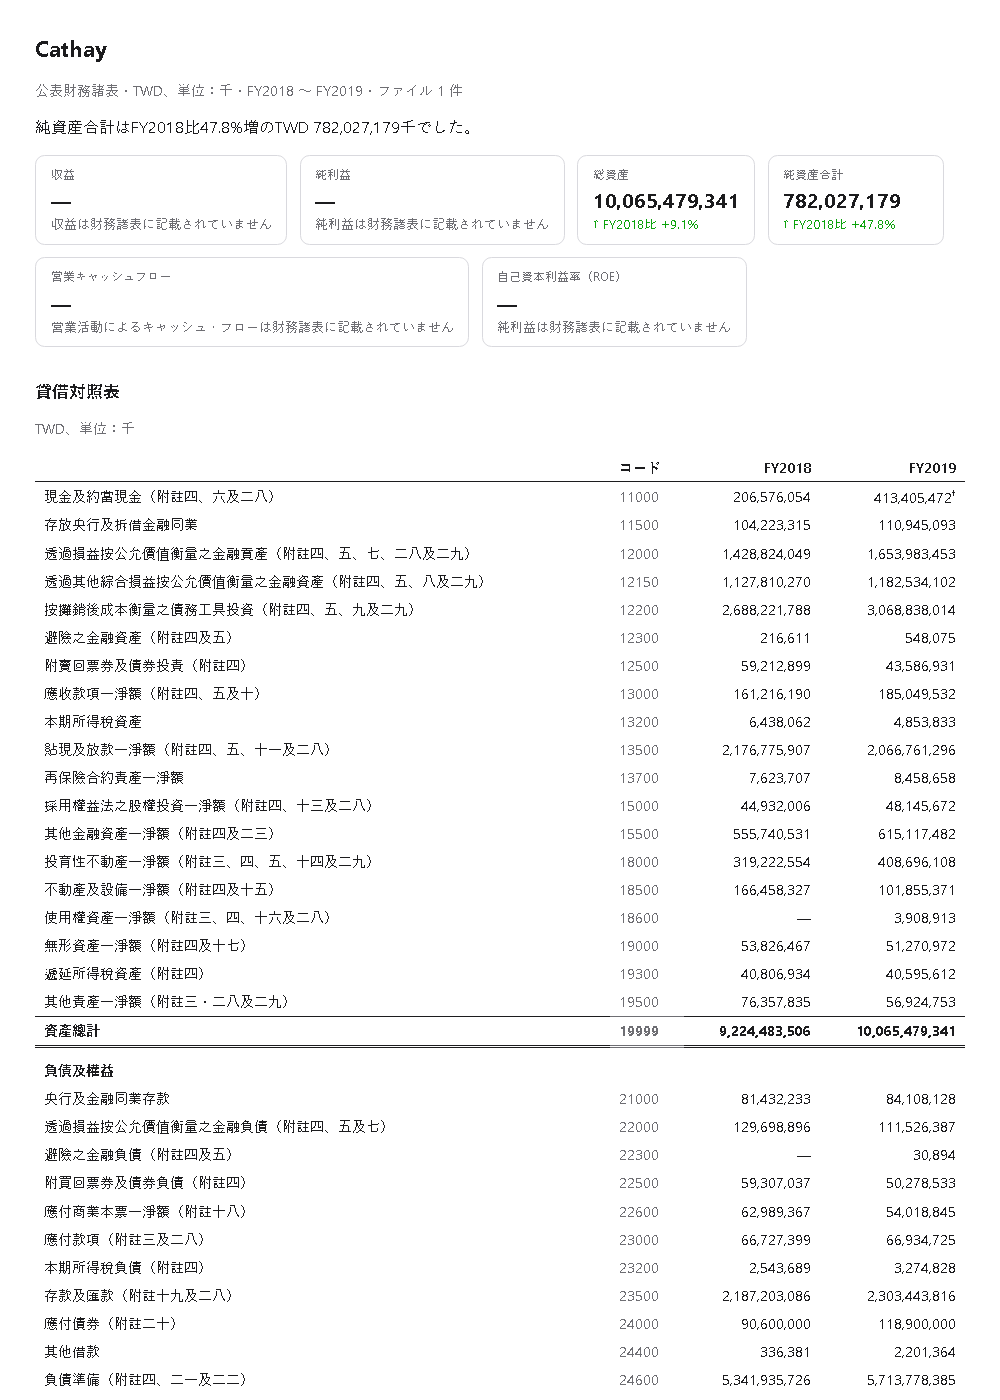 Cathay
公表財務諸表・TWD、単位：千・FY2018 ～ FY2019・ファイル 1 件
純資産合計はFY2018比47.8%増のTWD 782,027,179千でした。
収益
—
収益は財務諸表に記載されていません
純利益
—
純利益は財務諸表に記載されていません
総資産
10,065,479,341
↑ FY2018比 +9.1%
純資産合計
782,027,179
↑ FY2018比 +47.8%
営業キャッシュフロー
—
営業活動によるキャッシュ・フローは財務諸表に記載されていません
自己資本利益率（ROE）
—
純利益は財務諸表に記載されていません
貸借対照表
TWD、単位：千
コード FY2018 FY2019
現金及約當現金（附註四、六及二八） 11000 206,576,054 413,405,472†
存放央行及拆借金融同業 11500 104,223,315 110,945,093
透過損益按公允價值衡量之金融資產（附註四、五、七、二八及二九） 12000 1,428,824,049 1,653,983,453
透過其他綜合損益按公允價值衡量之金融資產（附註四、五、八及二九） 12150 1,127,810,270 1,182,534,102
按攤銷後成本衡量之債務工具投資（附註四、五、九及二九） 12200 2,688,221,788 3,068,838,014
避險之金融資產（附註四及五） 12300 216,611 548,075
附賣回票券及債券投責（附註四） 12500 59,212,899 43,586,931
應收款項一淨額（附註四、五及十） 13000 161,216,190 185,049,532
本期所得稅資產 13200 6,438,062 4,853,833
貼現及放款一淨額（附註四、五、十一及二八） 13500 2,176,775,907 2,066,761,296
再保險合約責產一淨額 13700 7,623,707 8,458,658
採用權益法之股權投資一淨額（附註四、十三及二八） 15000 44,932,006 48,145,672
其他金融資產一淨額（附註四及二三） 15500 555,740,531 615,117,482
投育性不動產一淨額（附註三、四、五、十四及二九） 18000 319,222,554 408,696,108
不動產及設備一淨額（附註四及十五） 18500 166,458,327 101,855,371
使用權資產一淨額（附註三、四、十六及二八） 18600 — 3,908,913
無形資產一淨額（附註四及十七） 19000 53,826,467 51,270,972
遞延所得稅資產（附註四） 19300 40,806,934 40,595,612
其他責產一淨額（附註三・二八及二九） 19500 76,357,835 56,924,753
資產總計 19999 9,224,483,506 10,065,479,341
負債及權益
央行及金融同業存款 21000 81,432,233 84,108,128
透過損益按公允價值衡量之金融負債（附註四、五及七） 22000 129,698,896 111,526,387
避險之金融負債（附註四及五） 22300 — 30,894
附買回票券及債券負債（附註四） 22500 59,307,037 50,278,533
應付商業本票一淨額（附註十八） 22600 62,989,367 54,018,845
應付款項（附註三及二八） 23000 66,727,399 66,934,725
本期所得稅負債（附註四） 23200 2,543,689 3,274,828
存款及匯款（附註十九及二八） 23500 2,187,203,086 2,303,443,816
應付債券（附註二十） 24000 90,600,000 118,900,000
其他借款 24400 336,381 2,201,364
負債準備（附註四、二一及二二） 24600 5,341,935,726 5,713,778,385